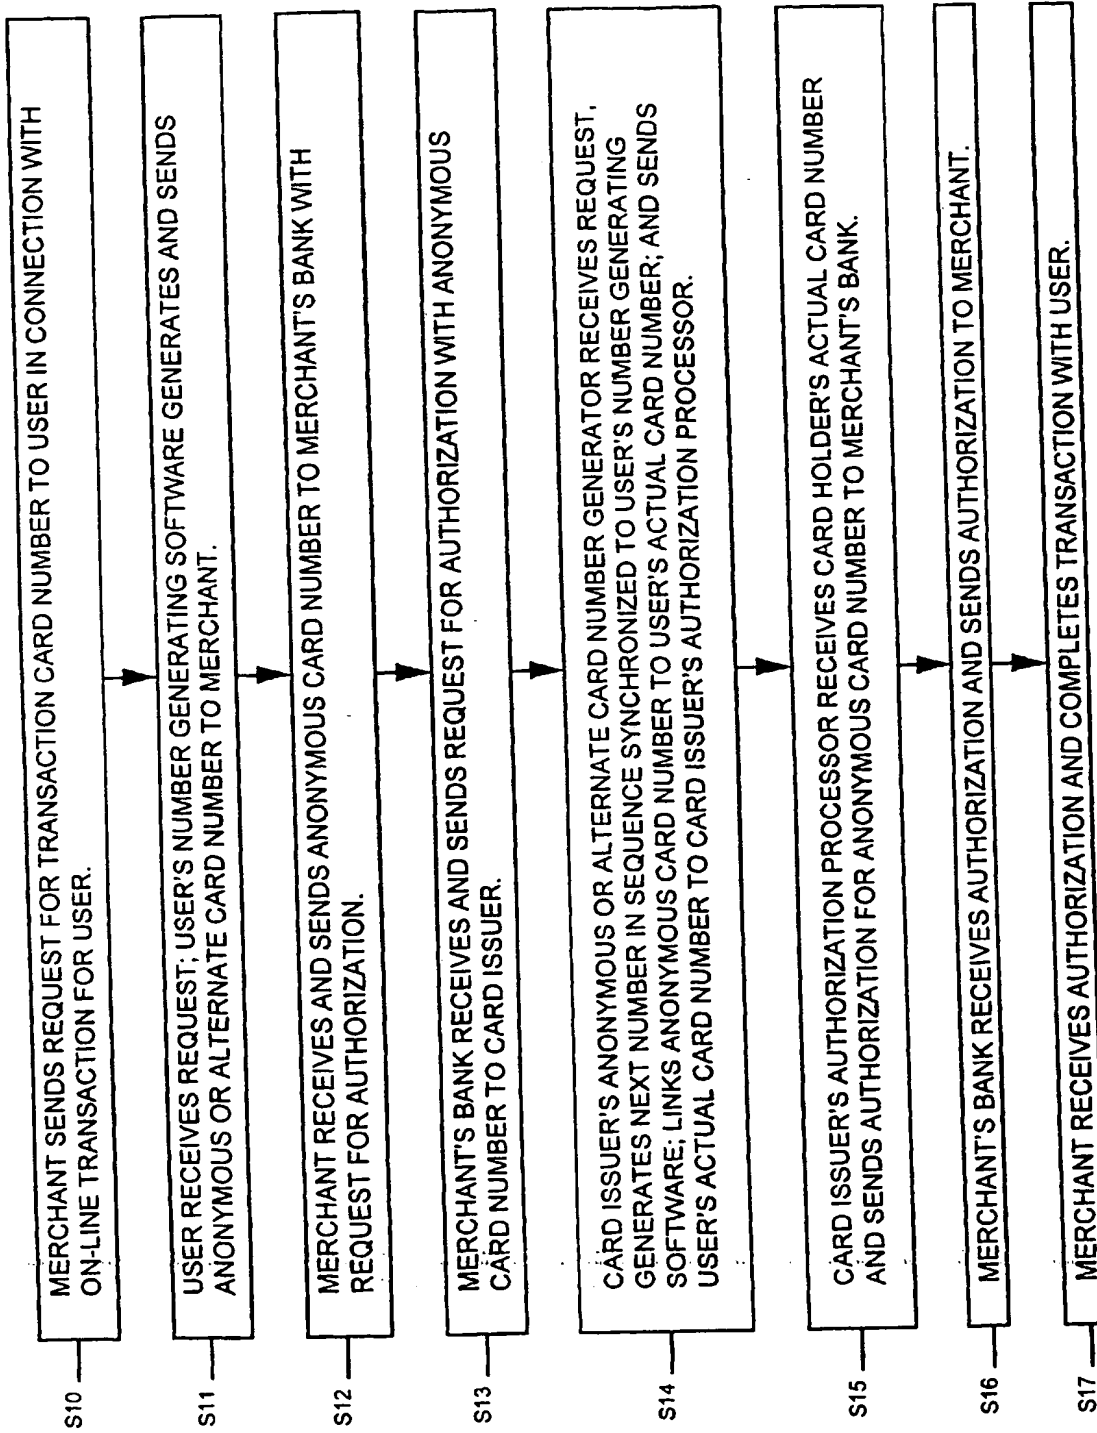 S10
MERCHANT SENDS REQUEST FOR TRANSACTION CARD NUMBER TO USER IN CONNECTION WITH
ON-LINE TRANSACTION FOR USER.
S11
USER RECEIVES REQUEST; USER'S NUMBER GENERATING SOFTWARE GENERATES AND SENDS
ANONYMOUS OR ALTERNATE CARD NUMBER TO MERCHANT.
S12
MERCHANT RECEIVES AND SENDS ANONYMOUS CARD NUMBER TO MERCHANT'S BANK WITH
REQUEST FOR AUTHORIZATION.
S13
MERCHANT'S BANK RECEIVES AND SENDS REQUEST FOR AUTHORIZATION WITH ANONYMOUS
CARD NUMBER TO CARD ISSUER.
S14
CARD ISSUER'S ANONYMOUS OR ALTERNATE CARD NUMBER GENERATOR RECEIVES REQUEST,
GENERATES NEXT NUMBER IN SEQUENCE SYNCHRONIZED TO USER'S NUMBER GENERATING
SOFTWARE; LINKS ANONYMOUS CARD NUMBER TO USER'S ACTUAL CARD NUMBER; AND SENDS
USER'S ACTUAL CARD NUMBER TO CARD ISSUER'S AUTHORIZATION PROCESSOR.
S15
CARD ISSUER'S AUTHORIZATION PROCESSOR RECEIVES CARD HOLDER'S ACTUAL CARD NUMBER
AND SENDS AUTHORIZATION FOR ANONYMOUS CARD NUMBER TO MERCHANT'S BANK.
S16
MERCHANT'S BANK RECEIVES AUTHORIZATION AND SENDS AUTHORIZATION TO MERCHANT.
S17
MERCHANT RECEIVES AUTHORIZATION AND COMPLETES TRANSACTION WITH USER.